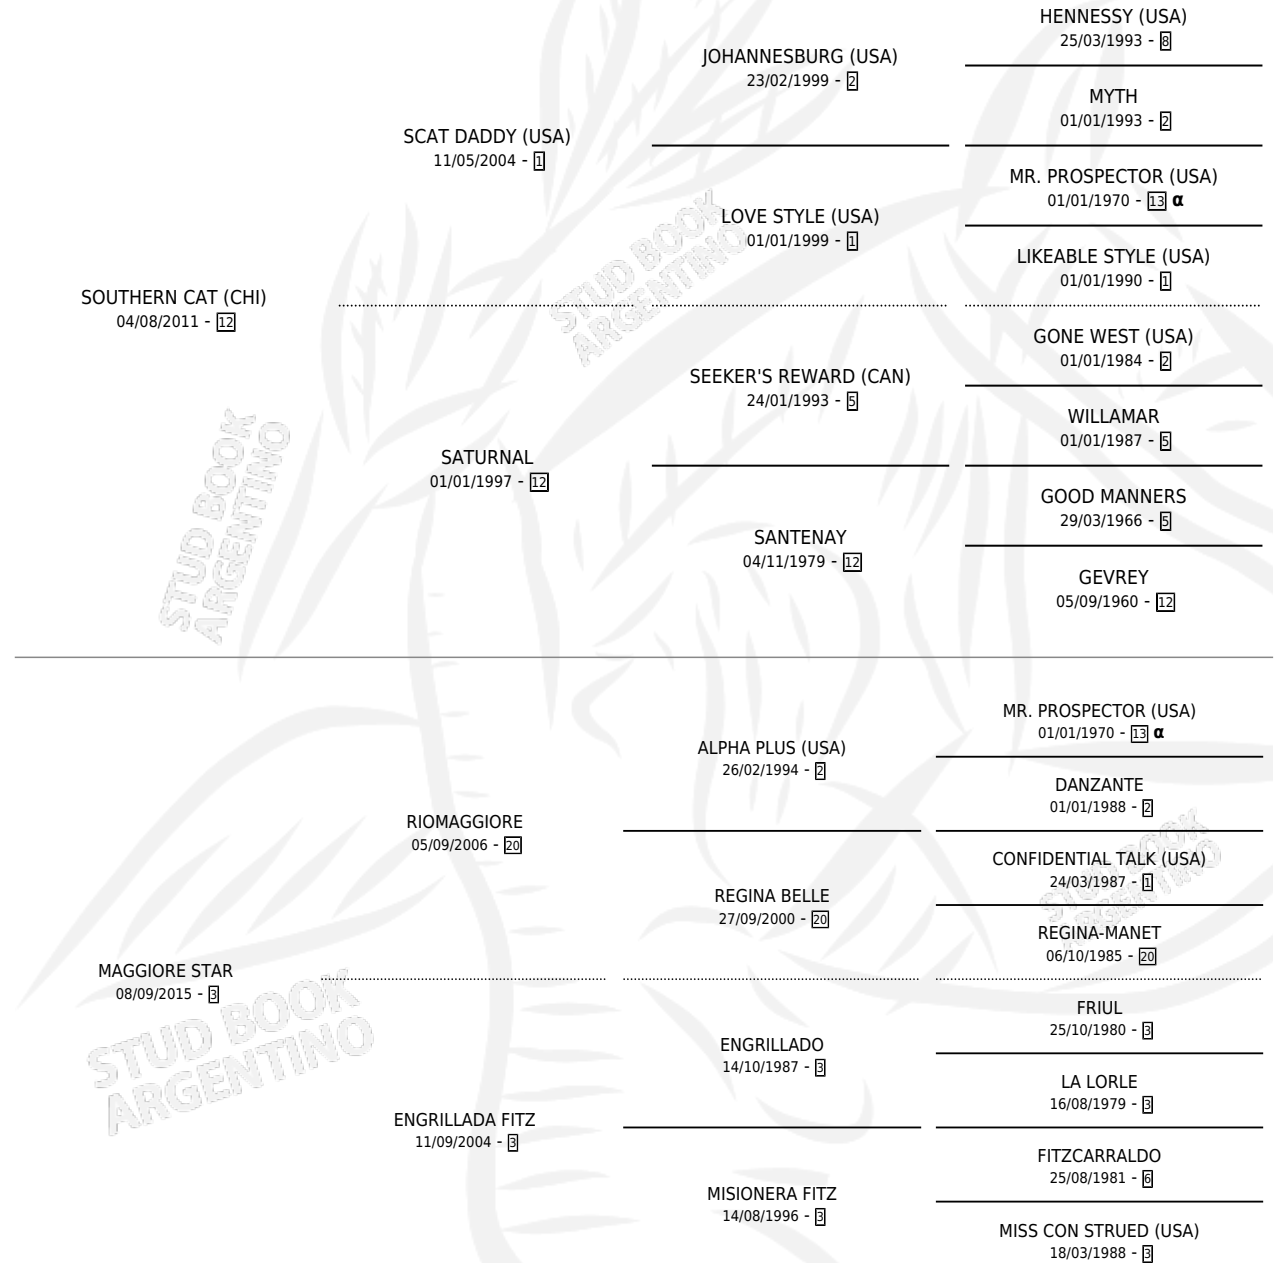 HENNESSY (USA)
25/03/1993 - 8
JOHANNESBURG (USA)
23/02/1999 - 2
MYTH
01/01/1993 - 2
SCAT DADDY (USA)
11/05/2004 - 1
MR. PROSPECTOR (USA)
01/01/1970 - 13 α
LOVE STYLE (USA)
01/01/1999 - 1
LIKEABLE STYLE (USA)
01/01/1990 - 1
SOUTHERN CAT (CHI)
04/08/2011 - 12
GONE WEST (USA)
01/01/1984 - 2
SEEKER'S REWARD (CAN)
24/01/1993 - 5
WILLAMAR
01/01/1987 - 5
SATURNAL
01/01/1997 - 12
GOOD MANNERS
29/03/1966 - 5
SANTENAY
04/11/1979 - 12
GEVREY
05/09/1960 - 12
MR. PROSPECTOR (USA)
01/01/1970 - 13 α
ALPHA PLUS (USA)
26/02/1994 - 2
DANZANTE
01/01/1988 - 2
RIOMAGGIORE
05/09/2006 - 20
CONFIDENTIAL TALK (USA)
24/03/1987 - 1
REGINA BELLE
27/09/2000 - 20
REGINA-MANET
06/10/1985 - 20
MAGGIORE STAR
08/09/2015 - 3
FRIUL
25/10/1980 - 3
ENGRILLADO
14/10/1987 - 3
LA LORLE
16/08/1979 - 3
ENGRILLADA FITZ
11/09/2004 - 3
FITZCARRALDO
25/08/1981 - 6
MISIONERA FITZ
14/08/1996 - 3
MISS CON STRUED (USA)
18/03/1988 - 3
STUD BOOK
ARGENTINO
STUD BOOK
ARGENTINO
STUD BOOK
ARGENTINO
STUD BOOK
ARGENTINO